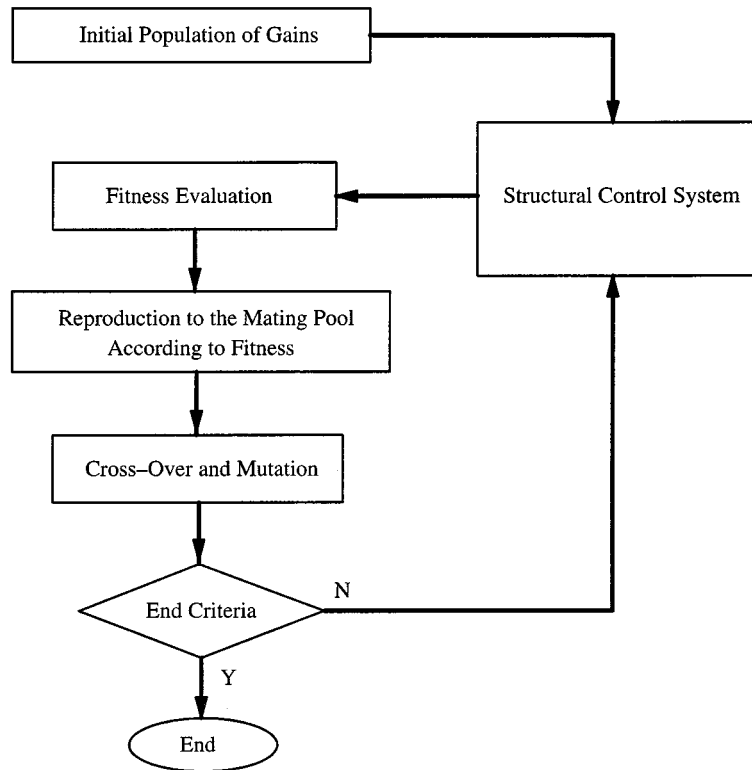 Initial Population of Gains
Structural Control System
Fitness Evaluation
Reproduction to the Mating Pool
According to Fitness
Cross–Over and Mutation
End Criteria
N
Y
End